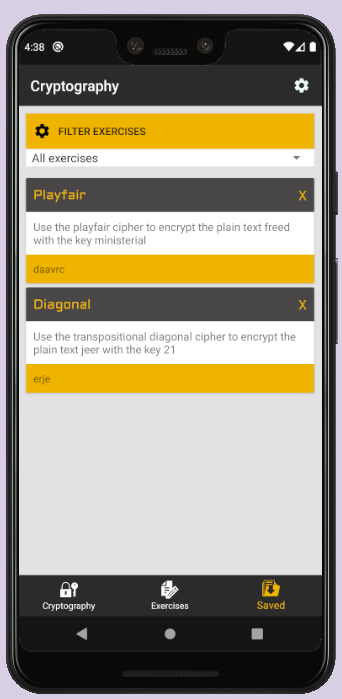 4:38
Cryptography
FILTER EXERCISES
All exercises
Playfair X
Use the playfair cipher to encrypt the plain text freed
with the key ministerial
daavrc
Diagonal X
Use the transpositional diagonal cipher to encrypt the
plain text jeer with the key 21
erje
Cryptography Exercises Saved